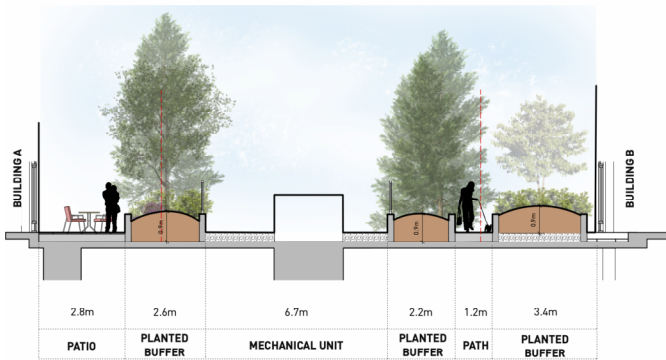 BUILDING A
BUILDING B
0.9m
0.9m
0.9m
2.8m
2.6m
6.7m
2.2m
1.2m
3.4m
PATIO
PLANTED
BUFFER
MECHANICAL UNIT
PLANTED
BUFFER
PATH
PLANTED
BUFFER